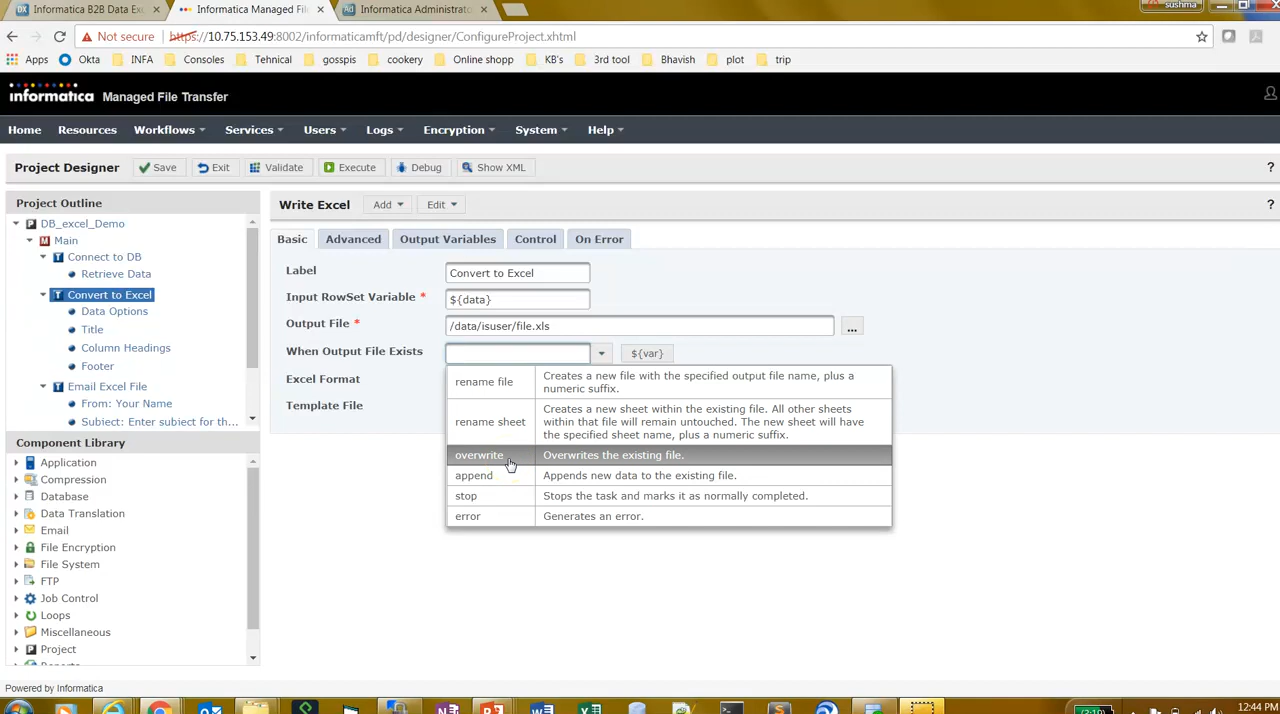 Informatica B2B Data Exc
Informatica Managed File
Informatica Administrato
sushma
Not secure
https://10.75.153.49:8002/informaticamft/pd/designer/ConfigureProject.xhtml
Apps Okta INFA Consoles Tehnical gosspis cookery Online shopp KB's 3rd tool Bhavish plot trip
informatica Managed File Transfer
Home Resources Workflows Services Users Logs Encryption System Help
Project Designer Save Exit Validate Execute Debug Show XML ?
Project Outline
DB_excel_Demo
Main
Connect to DB
Retrieve Data
Convert to Excel
Data Options
Title
Column Headings
Footer
Email Excel File
From: Your Name
Subject: Enter subject for th...
Component Library
Application
Compression
Database
Data Translation
Email
File Encryption
File System
FTP
Job Control
Loops
Miscellaneous
Project
Reports
Write Excel Add Edit ?
Basic Advanced Output Variables Control On Error
Label Convert to Excel
Input RowSet Variable * ${data}
Output File * /data/isuser/file.xls ...
When Output File Exists ${var}
Excel Format
Template File
rename file Creates a new file with the specified output file name, plus a
numeric suffix.
rename sheet Creates a new sheet within the existing file. All other sheets
within that file will remain untouched. The new sheet will have
the specified sheet name, plus a numeric suffix.
overwrite Overwrites the existing file.
append Appends new data to the existing file.
stop Stops the task and marks it as normally completed.
error Generates an error.
Powered by Informatica
12:44 PM